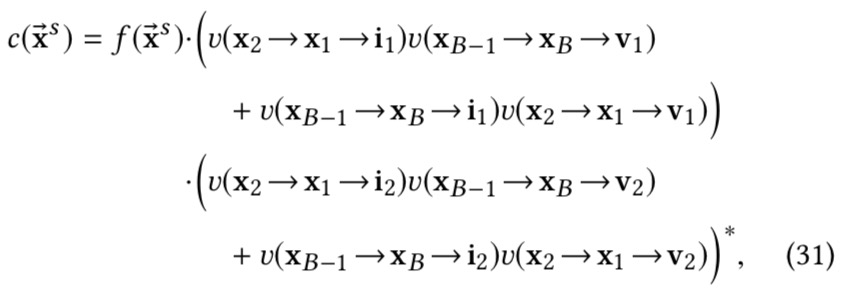 c(x⃗ˢ) = f(x⃗ˢ)·(υ(x₂ → x₁ → i₁)υ(x_{B−1} → x_B → v₁)
+ υ(x_{B−1} → x_B → i₁)υ(x₂ → x₁ → v₁))
·(υ(x₂ → x₁ → i₂)υ(x_{B−1} → x_B → v₂)
+ υ(x_{B−1} → x_B → i₂)υ(x₂ → x₁ → v₂))*, (31)